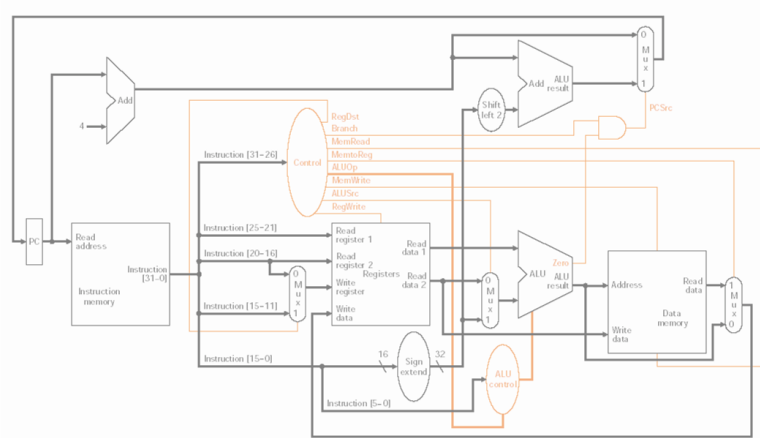 0
M
u
x
1
Add
ALU
result
Add
Shift
left 2
4
PCSrc
RegDst
Branch
MemRead
MemtoReg
ALUOp
MemWrite
ALUSrc
RegWrite
Control
Instruction [31–26]
Instruction [25–21]
Instruction [20–16]
Instruction [15–11]
Instruction [15–0]
Instruction [5–0]
PC
Read
address
Instruction
[31–0]
Instruction
memory
0
M
u
x
1
Read
register 1
Read
register 2
Write
register
Write
data
Registers
Read
data 1
Read
data 2
0
M
u
x
1
Zero
ALU
ALU
result
Address
Write
data
Read
data
Data
memory
1
M
u
x
0
16
Sign
extend
32
ALU
control